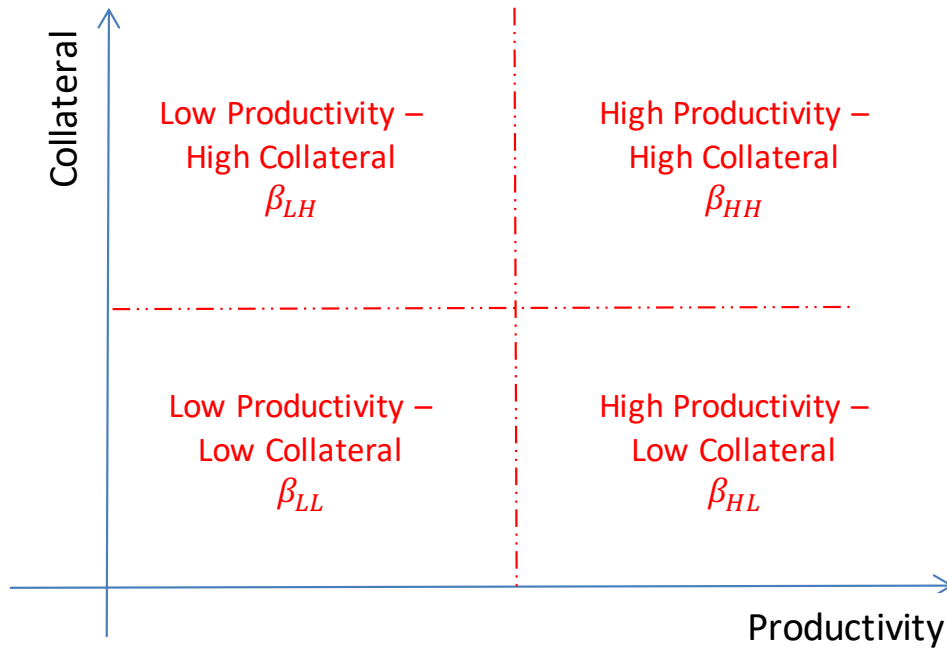 Collateral
Low Productivity –
High Collateral
β_LH
High Productivity –
High Collateral
β_HH
Low Productivity –
Low Collateral
β_LL
High Productivity –
Low Collateral
β_HL
Productivity